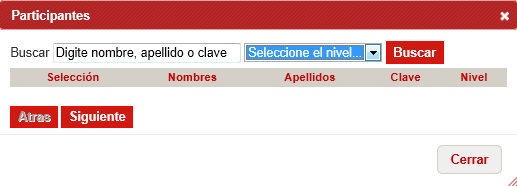 Participantes
Buscar Digite nombre, apellido o clave Seleccione el nivel... Buscar
Selección Nombres Apellidos Clave Nivel
Atras Siguiente
Cerrar